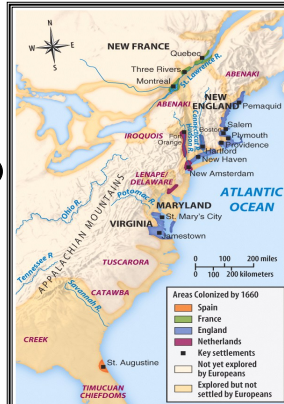 N
W
E
S
NEW FRANCE
Quebec
Three Rivers
Montreal
St. Lawrence R.
ABENAKI
ABENAKI
NEW
ENGLAND
Pemaquid
Salem
Boston
Plymouth
Providence
IROQUOIS
Fort
Orange
Hudson R.
Connecticut R.
Hartford
New Haven
New Amsterdam
LENAPE/
DELAWARE
Potomac R.
MARYLAND
St. Mary's City
ATLANTIC
OCEAN
Ohio R.
APPALACHIAN MOUNTAINS
VIRGINIA
Jamestown
Tennessee R.
TUSCARORA
0 100 200 miles
0 100 200 kilometers
Savannah R.
CATAWBA
CREEK
St. Augustine
TIMUCUAN
CHIEFDOMS
Areas Colonized by 1660
Spain
France
England
Netherlands
Key settlements
Not yet explored
by Europeans
Explored but not
settled by Europeans